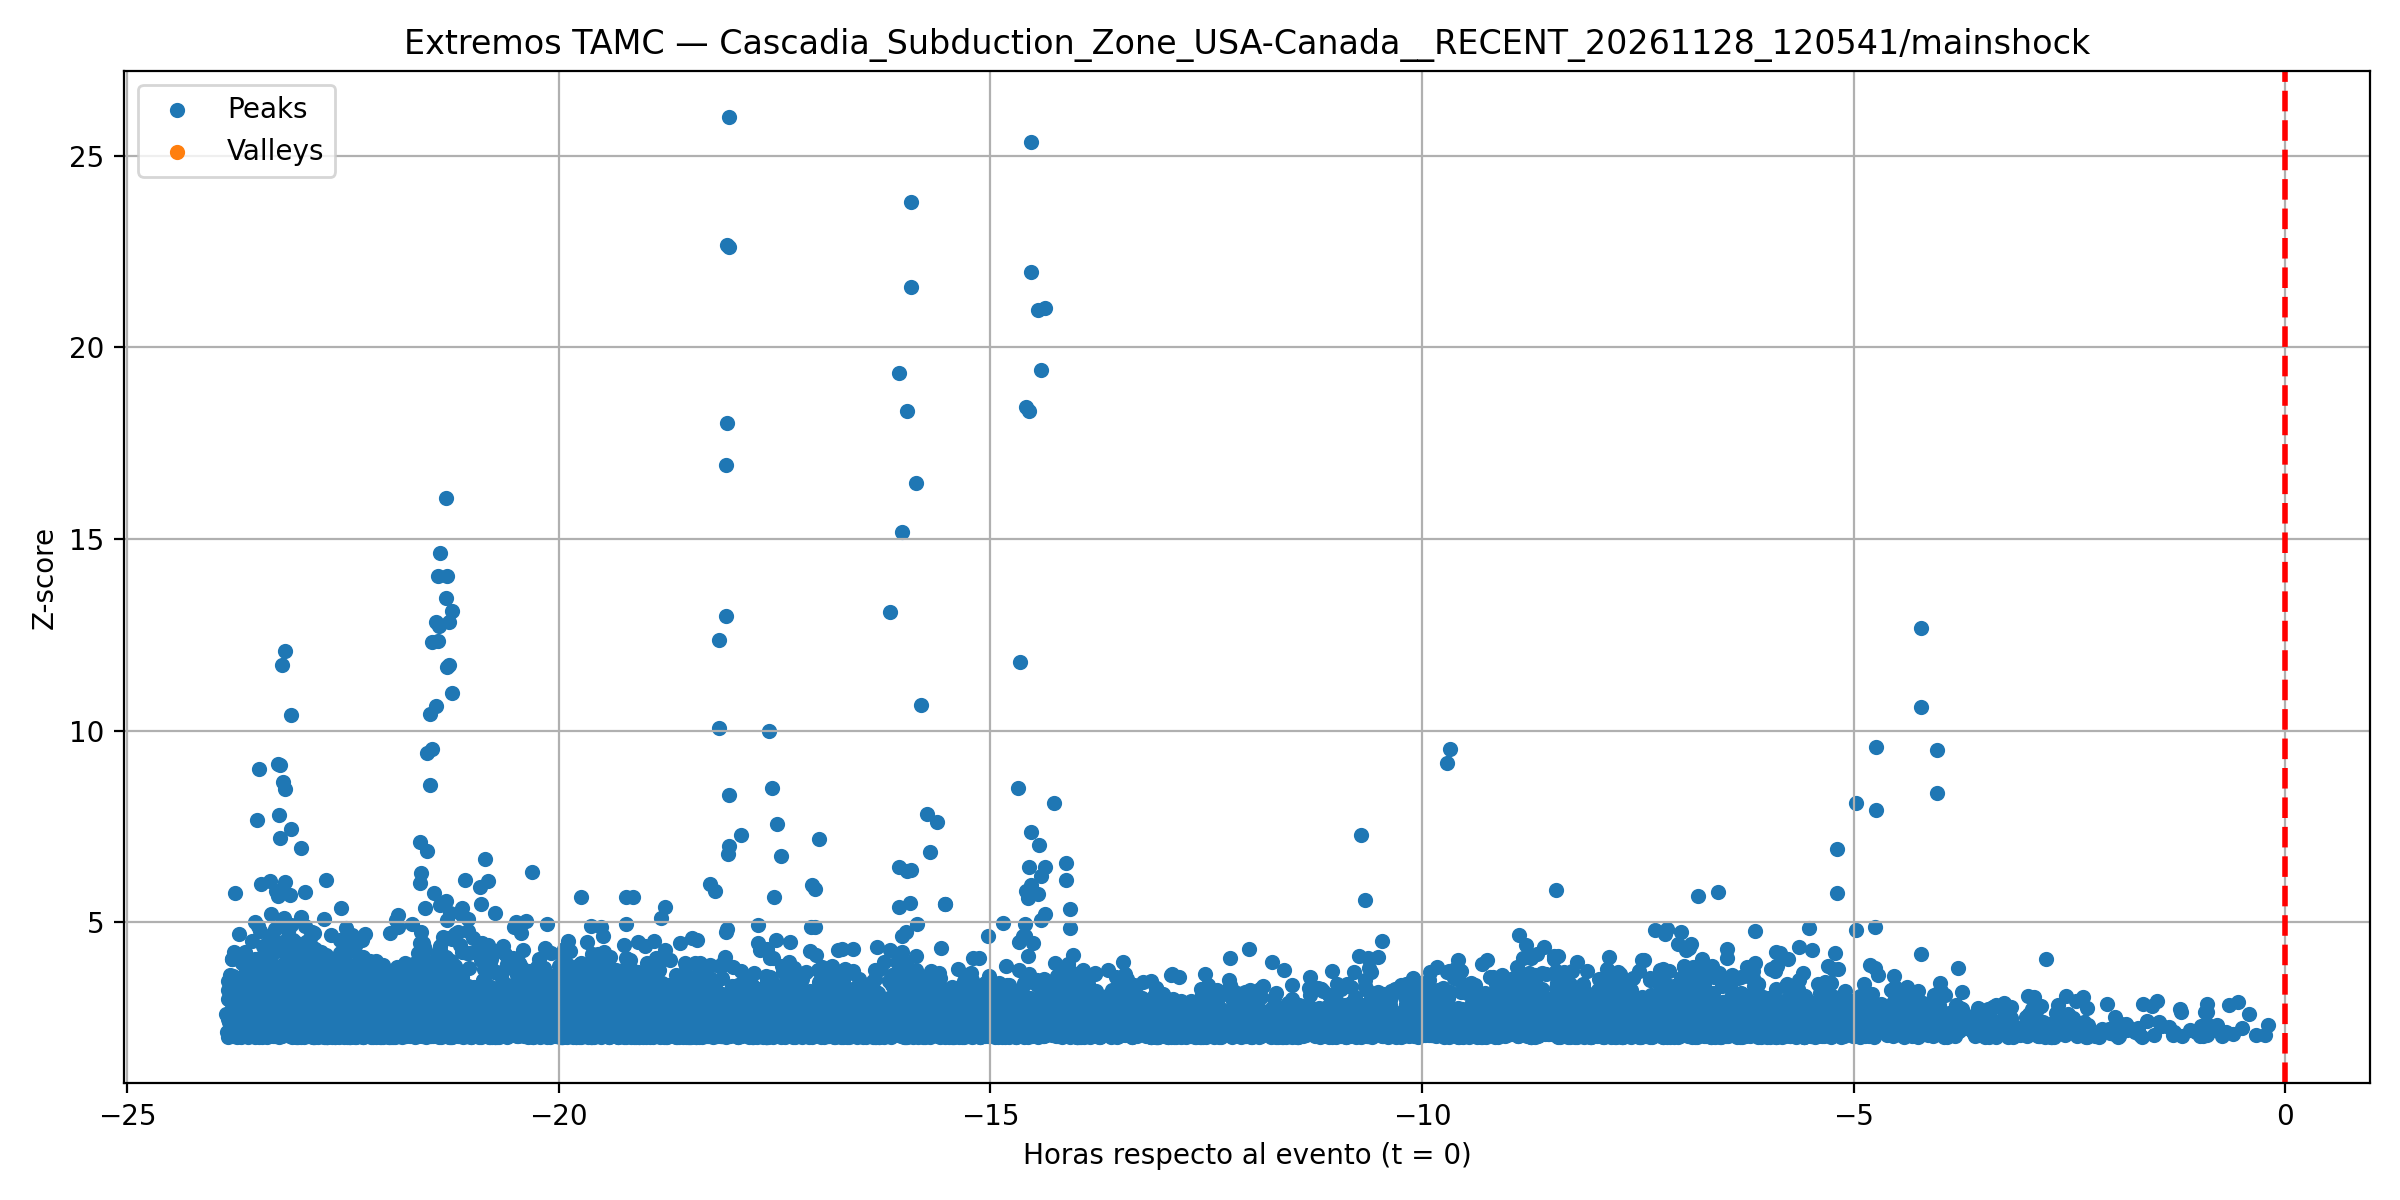 Extremos TAMC — Cascadia_Subduction_Zone_USA-Canada__RECENT_20261128_120541/mainshock
Peaks
Valleys
25
20
15
10
5
Z-score
−25
−20
−15
−10
−5
0
Horas respecto al evento (t = 0)